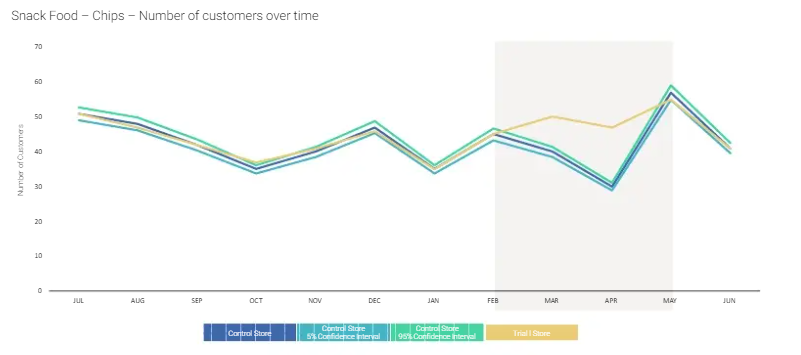 Snack Food – Chips – Number of customers over time
70
60
50
40
30
20
10
0
Number of Customers
JUL AUG SEP OCT NOV DEC JAN FEB MAR APR MAY JUN
Control Store
Control Store
5% Confidence Interval
Control Store
95% Confidence Interval
Trial 1 Store